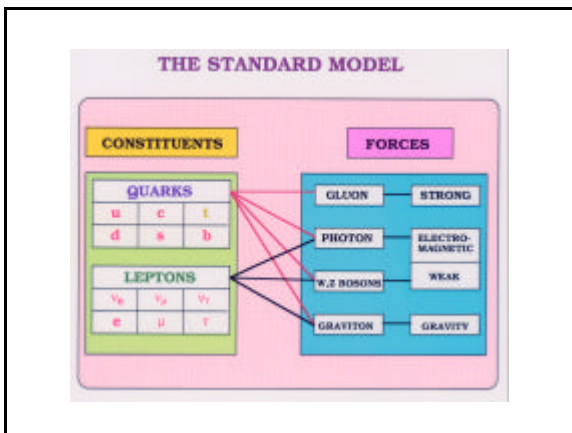 THE STANDARD MODEL
CONSTITUENTS
FORCES
QUARKS
u c t
d s b
LEPTONS
νe νμ ντ
e μ τ
GLUON
STRONG
PHOTON
ELECTRO-
MAGNETIC
W,Z BOSONS
WEAK
GRAVITON
GRAVITY